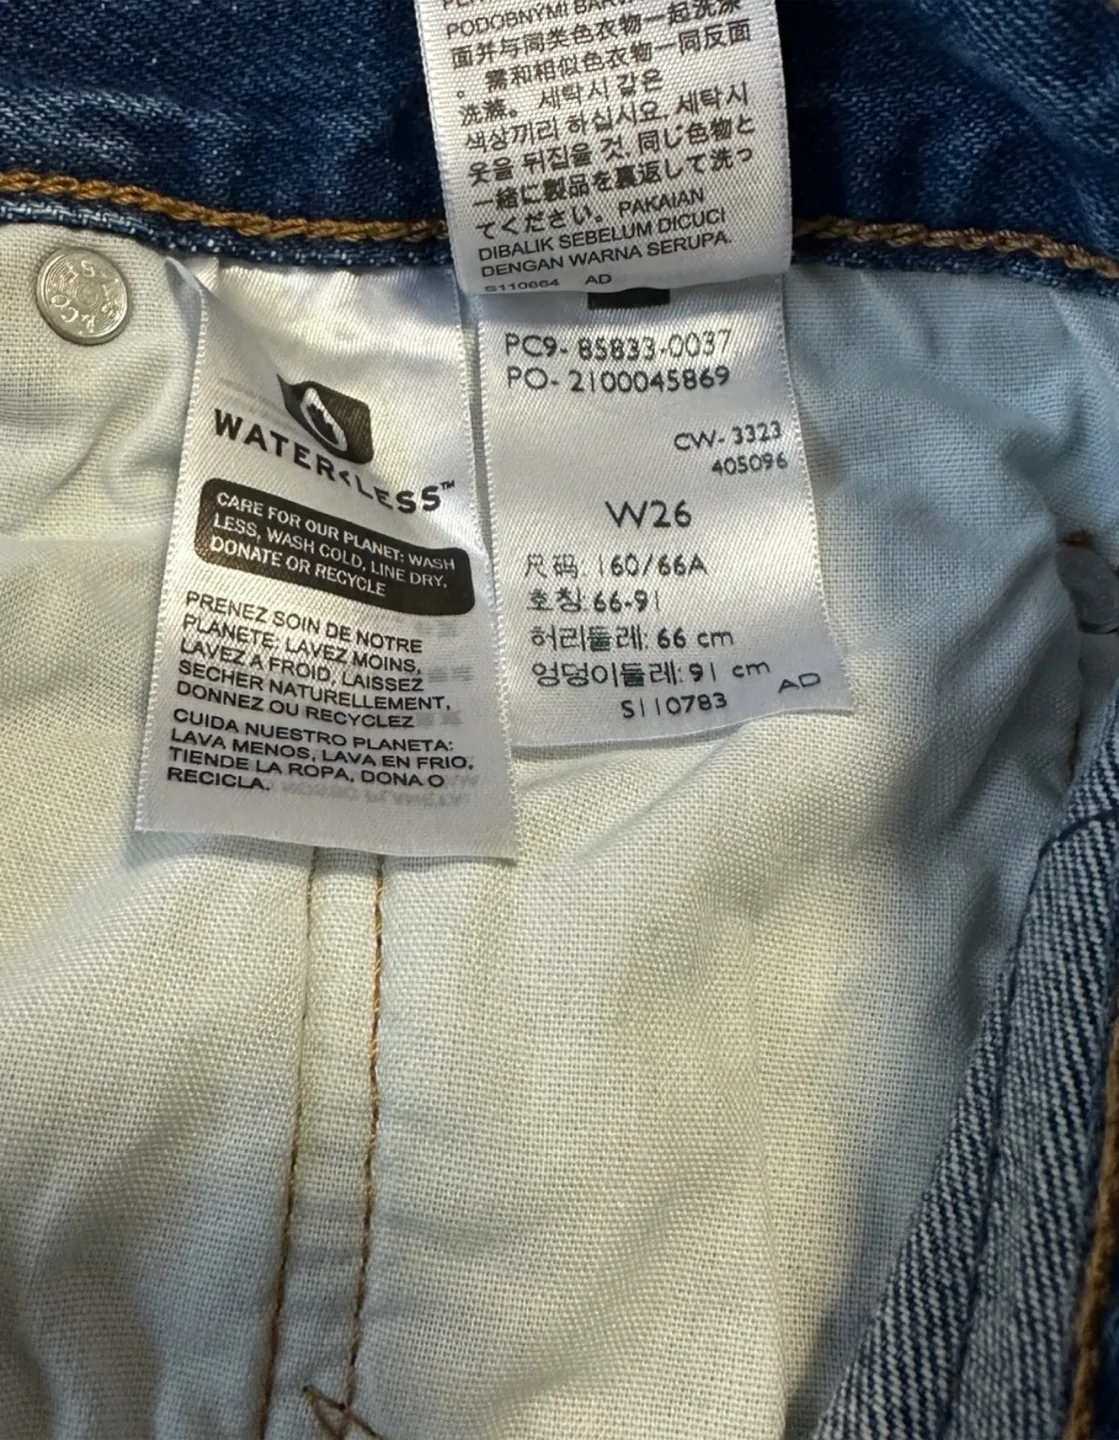 PODOBNYMI
面并与同类色衣物一起洗涤
。需和相似色衣物一同反面
洗滌。 세탁시 같은
색상끼리 하십시요. 세탁시
옷을 뒤집을 것. 同じ色物と
一緒に製品を裏返して洗っ
てください。 PAKAIAN
DIBALIK SEBELUM DICUCI
DENGAN WARNA SERUPA.
S110664 AD
PC9- 85833-0037
PO- 2100045869
CW- 3323
405096
W26
尺码: 160/66A
호칭:66-91
허리둘레: 66 cm
엉덩이둘레: 91 cm
S110783 AD
WATER<LESS™
CARE FOR OUR PLANET: WASH
LESS, WASH COLD, LINE DRY,
DONATE OR RECYCLE
PRENEZ SOIN DE NOTRE
PLANETE: LAVEZ MOINS,
LAVEZ A FROID, LAISSEZ
SECHER NATURELLEMENT,
DONNEZ OU RECYCLEZ
CUIDA NUESTRO PLANETA:
LAVA MENOS, LAVA EN FRIO,
TIENDE LA ROPA, DONA O
RECICLA.